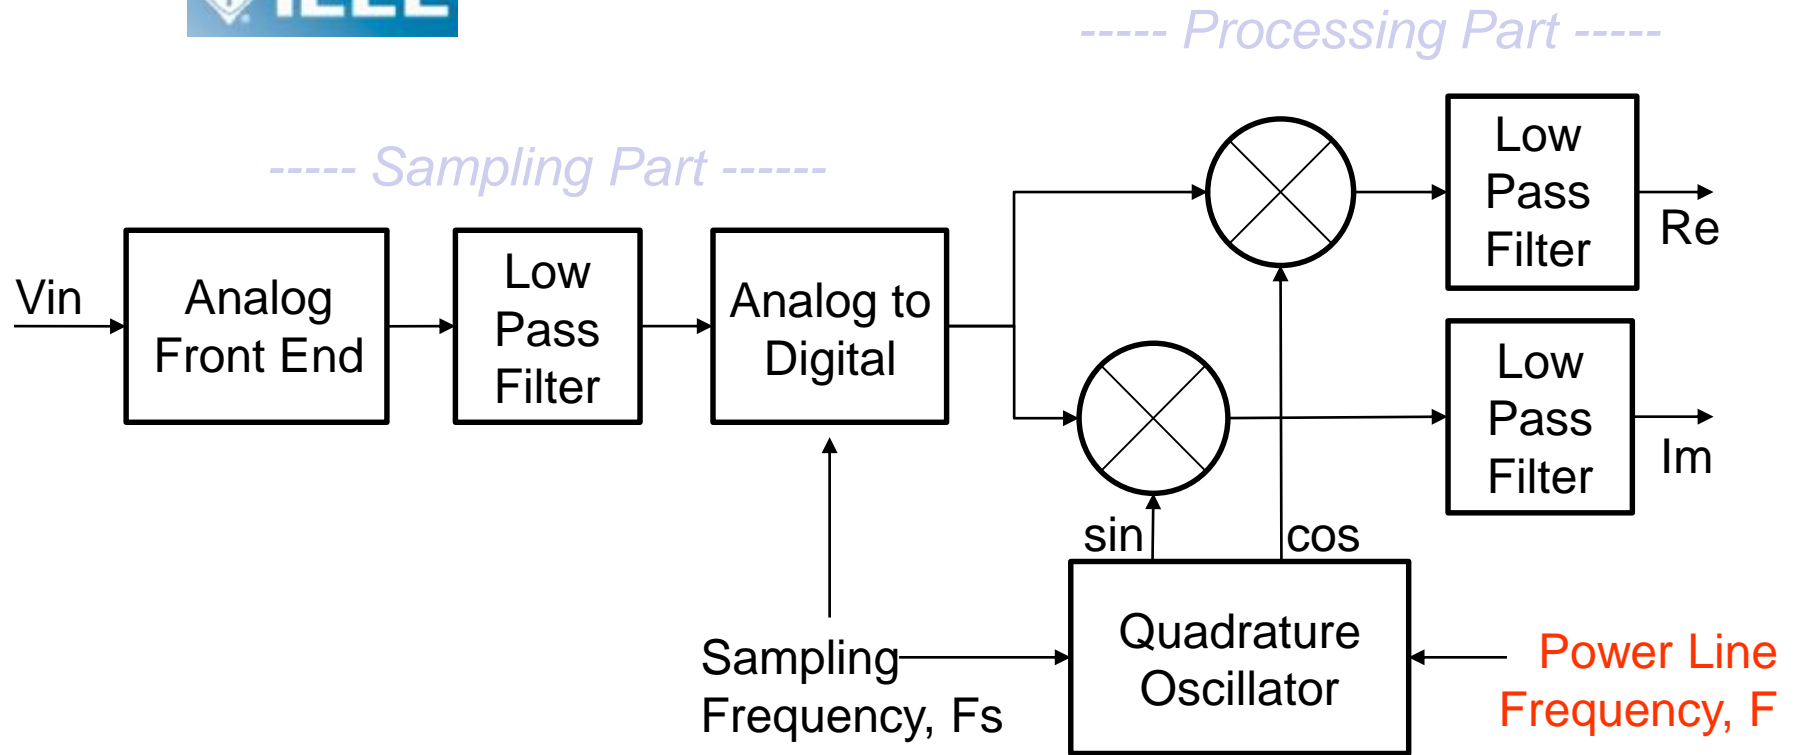 IEEE
----- Processing Part -----
----- Sampling Part ------
Vin
Analog
Front End
Low
Pass
Filter
Analog to
Digital
Low
Pass
Filter
Re
Low
Pass
Filter
Im
sin
cos
Sampling
Frequency, Fs
Quadrature
Oscillator
Power Line
Frequency, F